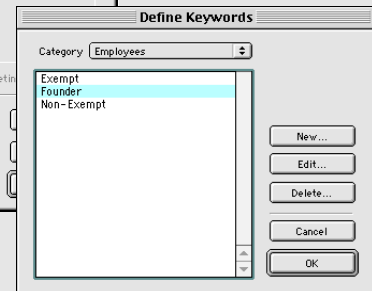 Define Keywords
Category Employees
Exempt
Founder
Non-Exempt
New...
Edit...
Delete...
Cancel
OK